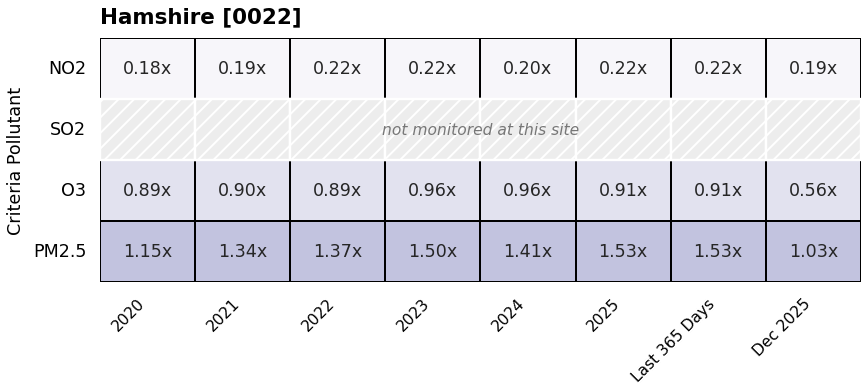 Hamshire [0022]
Criteria Pollutant
NO2 0.18x 0.19x 0.22x 0.22x 0.20x 0.22x 0.22x 0.19x
SO2 not monitored at this site
O3 0.89x 0.90x 0.89x 0.96x 0.96x 0.91x 0.91x 0.56x
PM2.5 1.15x 1.34x 1.37x 1.50x 1.41x 1.53x 1.53x 1.03x
2020 2021 2022 2023 2024 2025 Last 365 Days Dec 2025